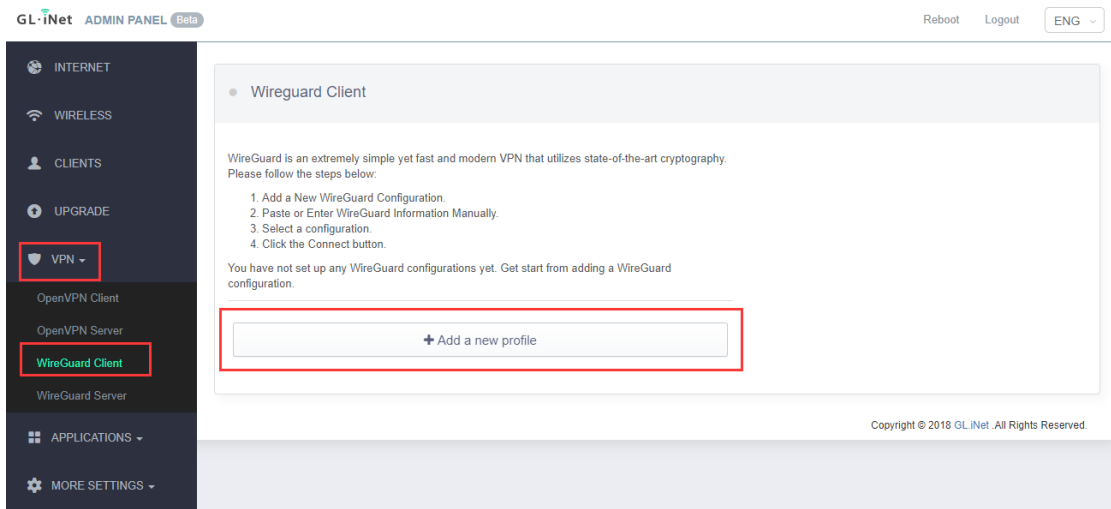 GL·iNet ADMIN PANEL Beta
Reboot Logout ENG
INTERNET
WIRELESS
CLIENTS
UPGRADE
VPN
OpenVPN Client
OpenVPN Server
WireGuard Client
WireGuard Server
APPLICATIONS
MORE SETTINGS
Wireguard Client
WireGuard is an extremely simple yet fast and modern VPN that utilizes state-of-the-art cryptography.
Please follow the steps below:
1. Add a New WireGuard Configuration.
2. Paste or Enter WireGuard Information Manually.
3. Select a configuration.
4. Click the Connect button.
You have not set up any WireGuard configurations yet. Get start from adding a WireGuard
configuration.
+ Add a new profile
Copyright © 2018 GL.iNet .All Rights Reserved.